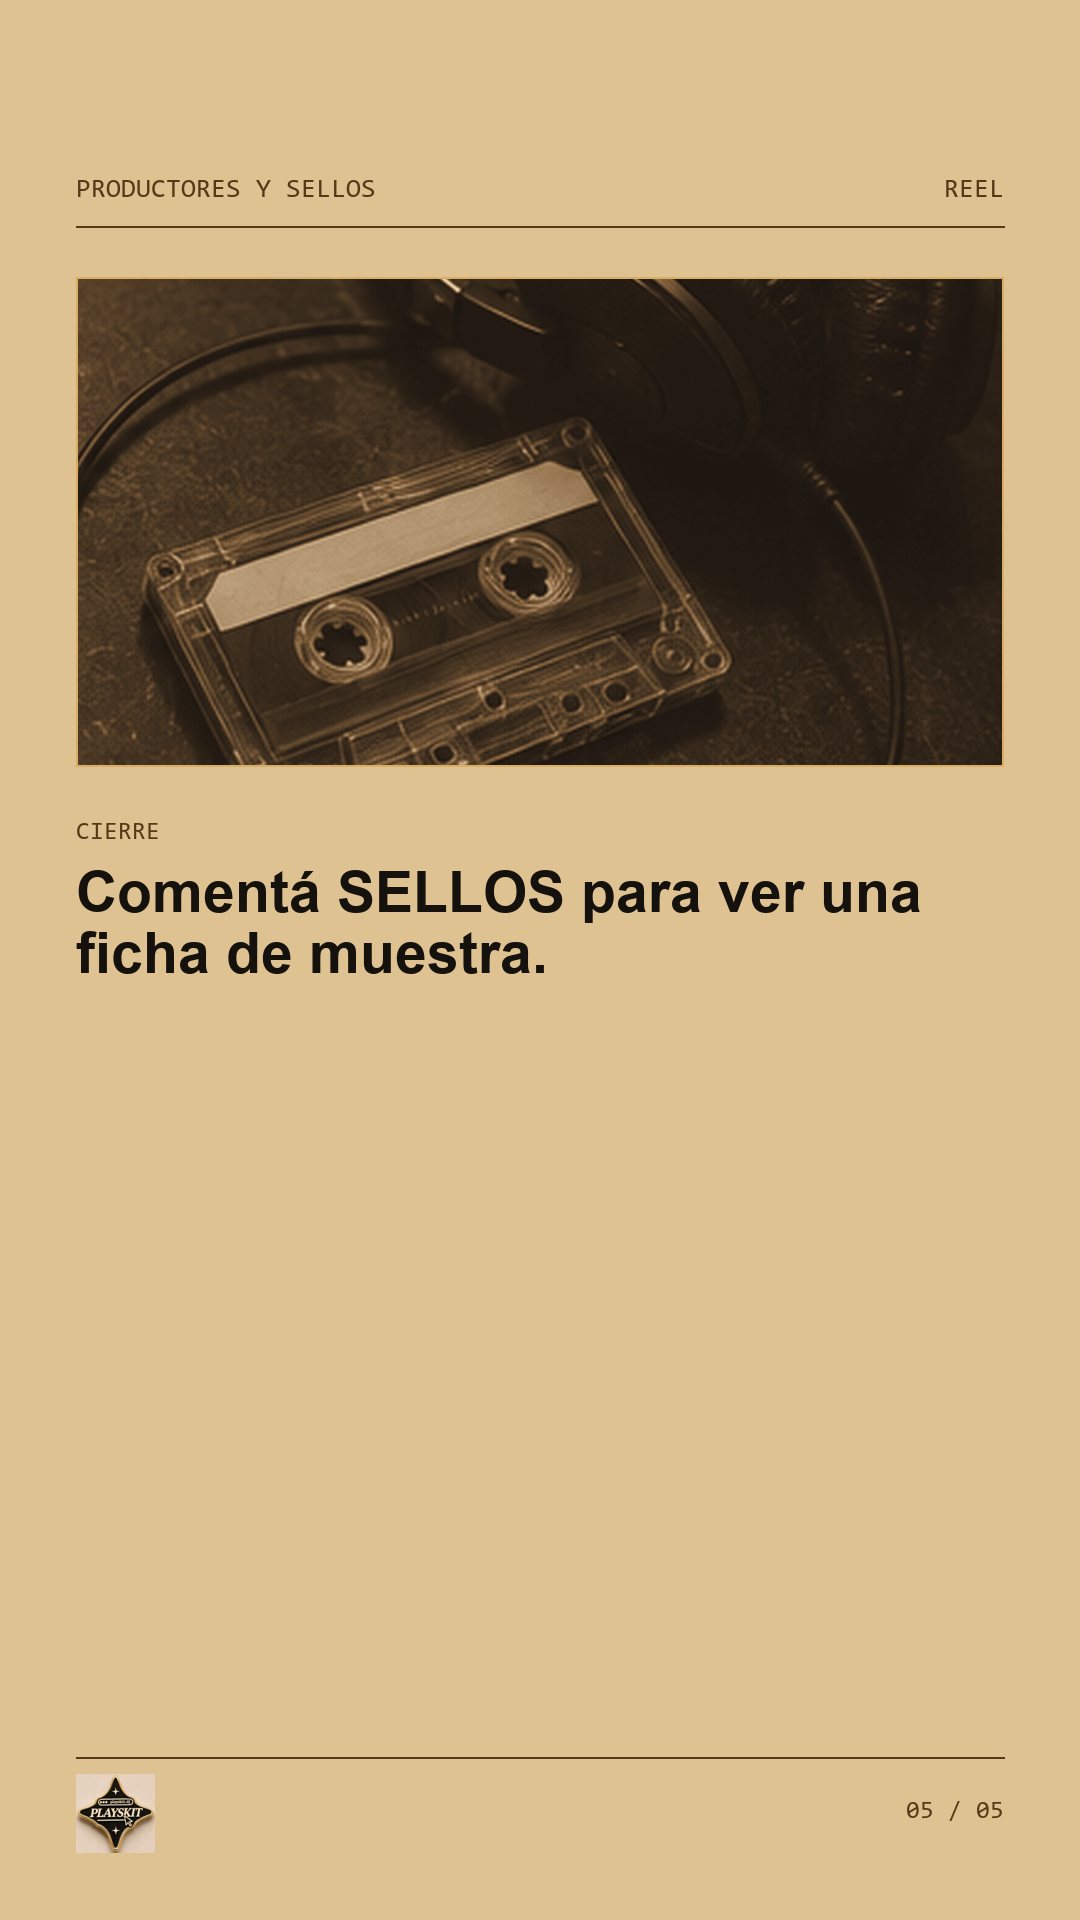 PRODUCTORES Y SELLOS
REEL
CIERRE
Comentá SELLOS para ver una
ficha de muestra.
PLAYSKIT
05 / 05